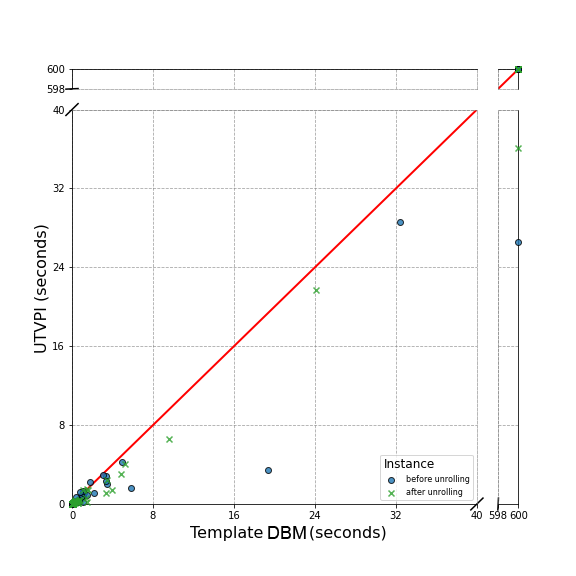 600
598
40
32
24
16
8
0
UTVPI (seconds)
Instance
before unrolling
after unrolling
0 8 16 24 32 40 598 600
Template DBM (seconds)